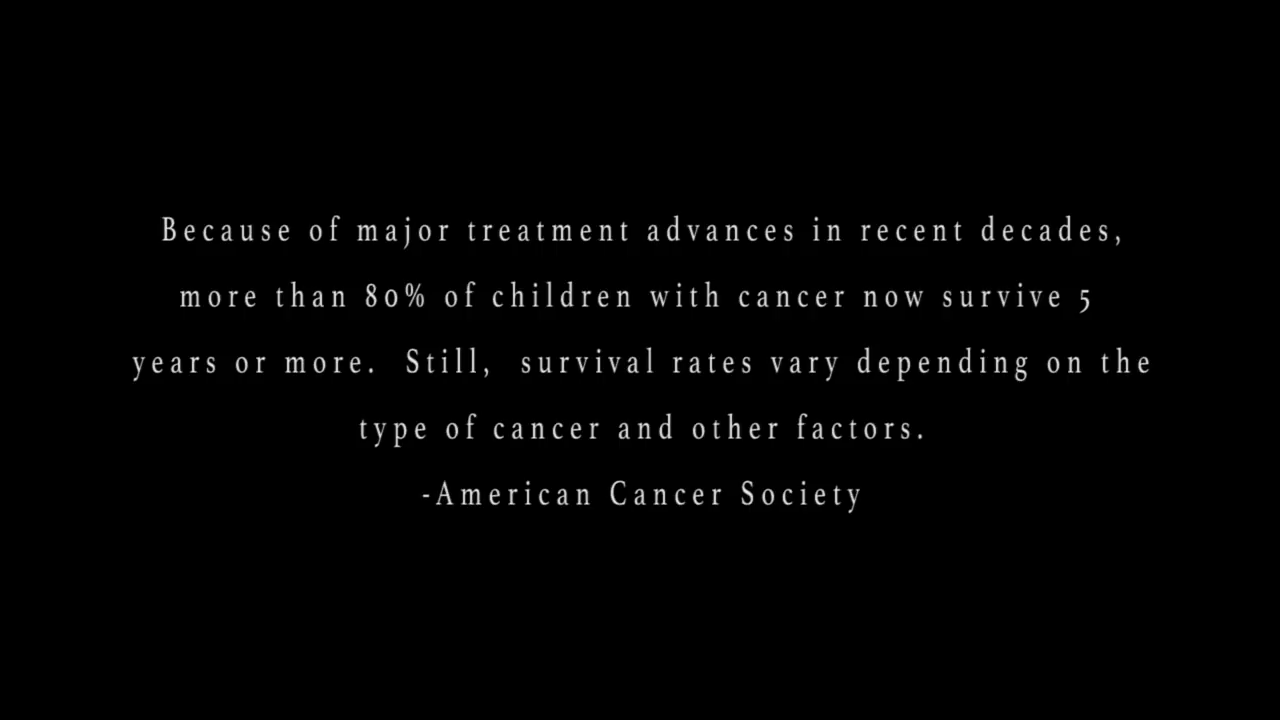 Because of major treatment advances in recent decades,
more than 80% of children with cancer now survive 5
years or more.  Still,  survival rates vary depending on the
type of cancer and other factors.
-American Cancer Society